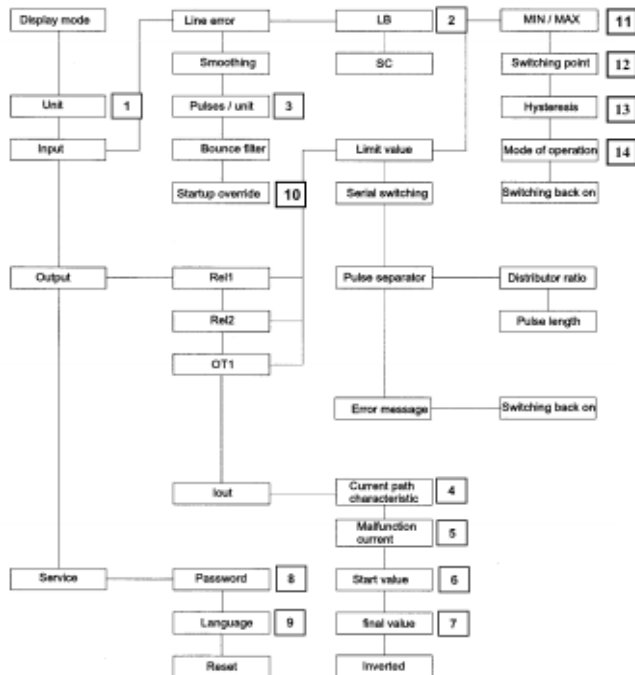 Display mode
Line error
LB
2
MIN / MAX
11
Smoothing
SC
Switching point
12
Unit
1
Pulses / unit
3
Hysteresis
13
Input
Bounce filter
Limit value
Mode of operation
14
Startup override
10
Serial switching
Switching back on
Output
Rel1
Pulse separator
Distributor ratio
Rel2
Pulse length
OT1
Error message
Switching back on
Iout
Current path
characteristic
4
Malfunction
current
5
Service
Password
8
Start value
6
Language
9
final value
7
Reset
Inverted